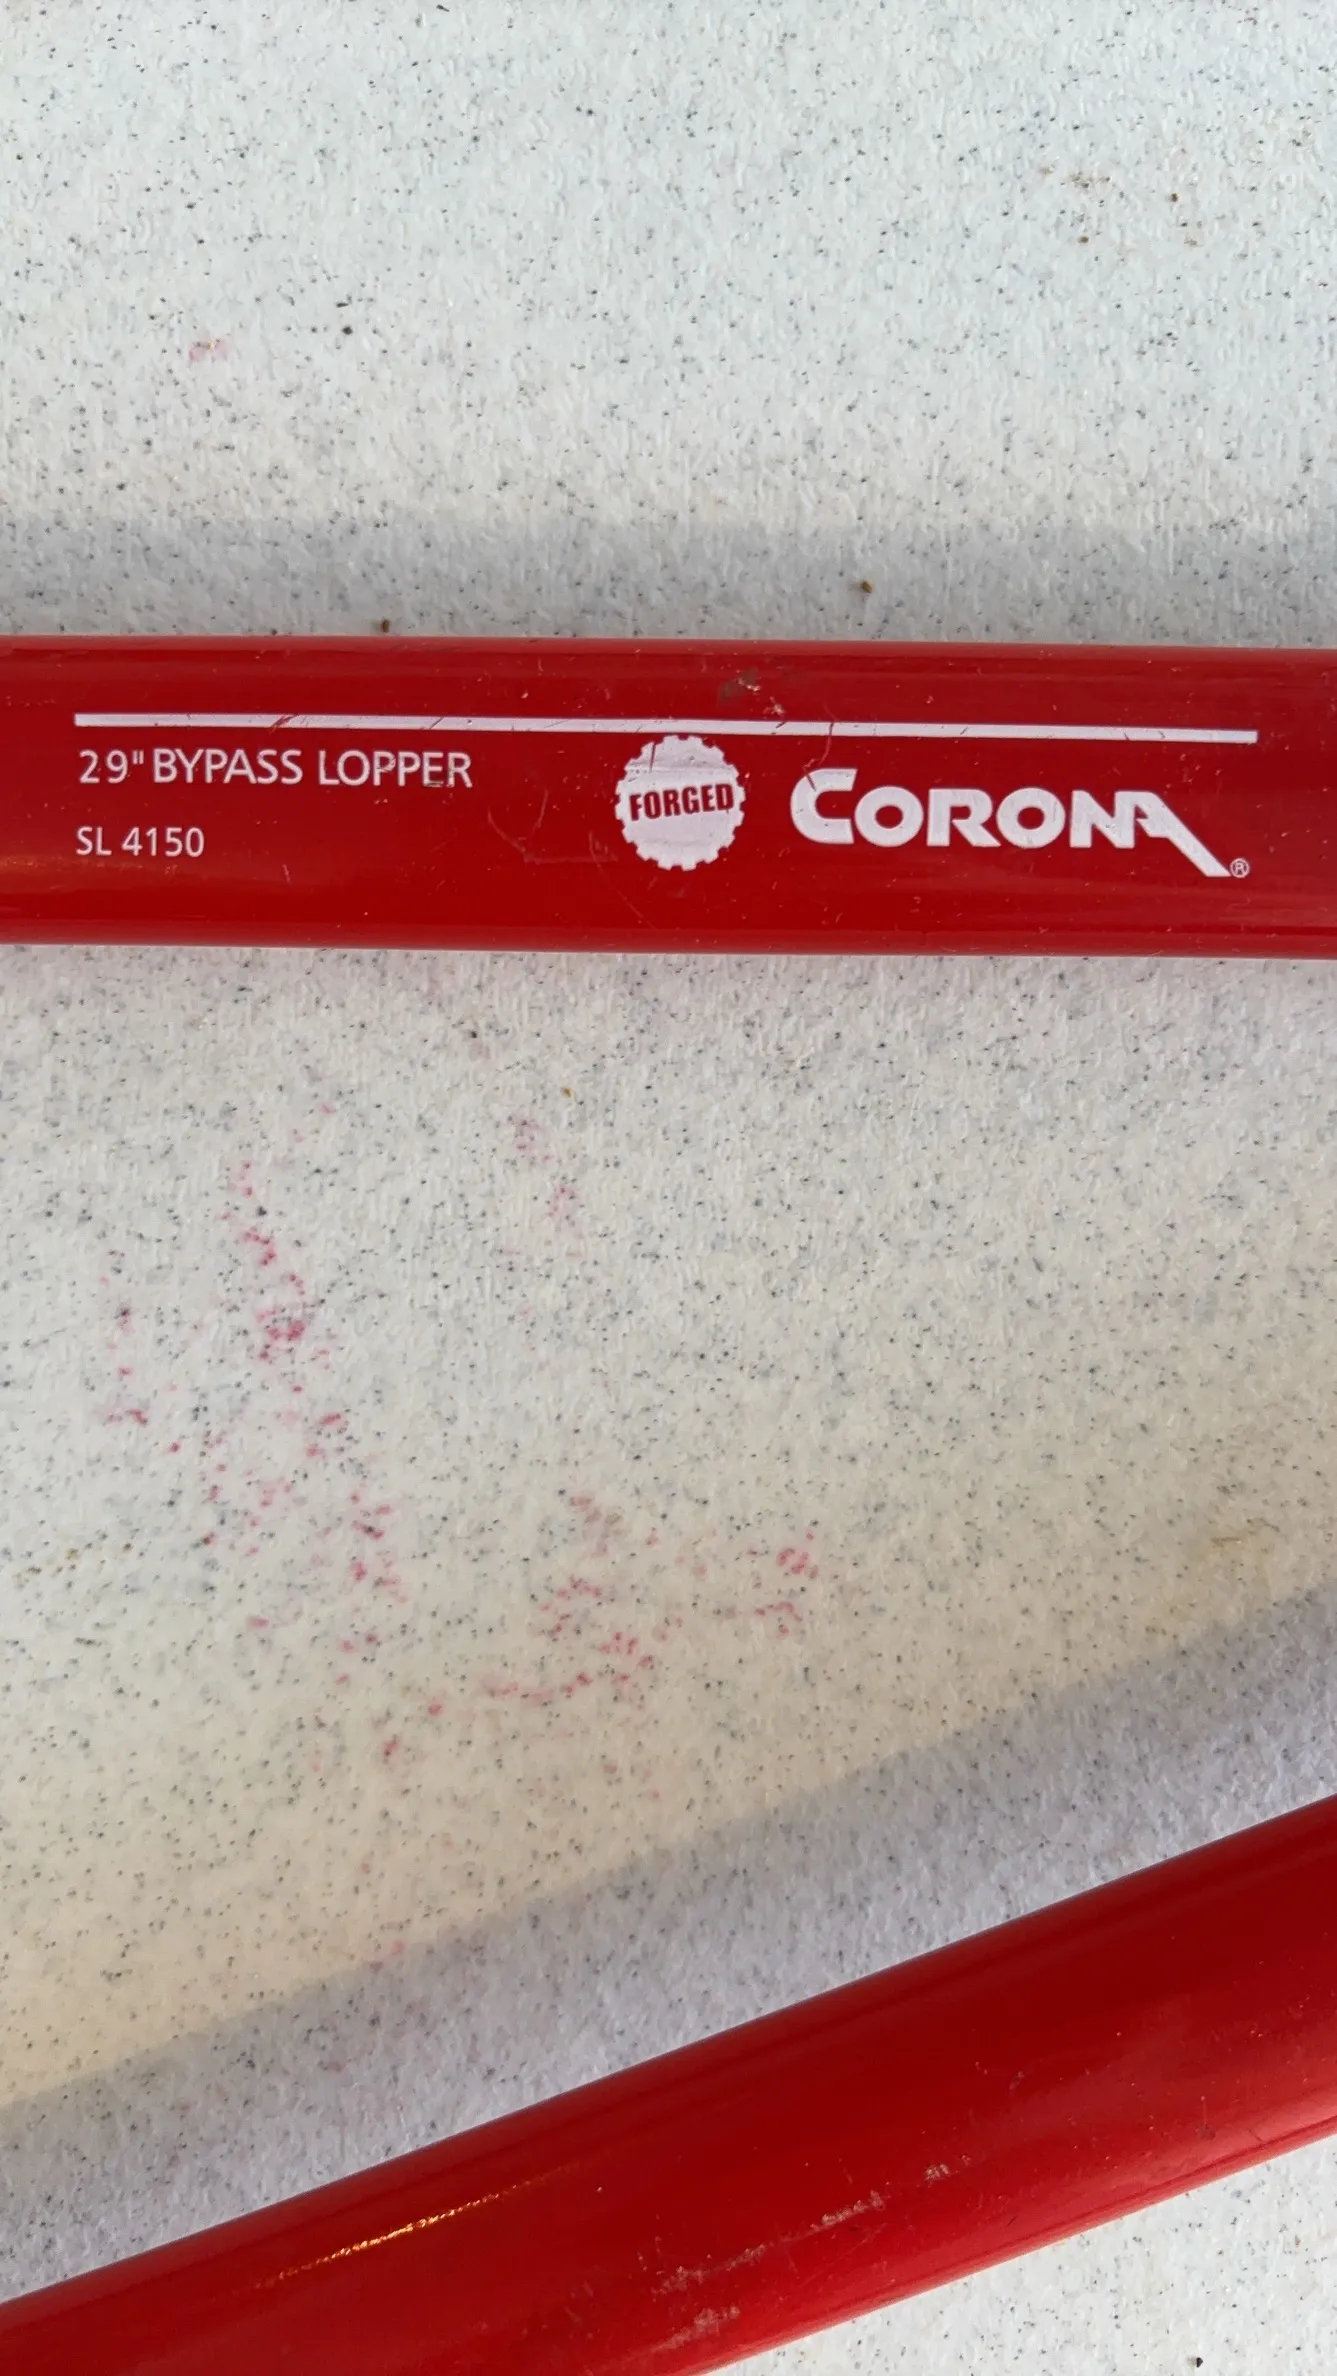 29" BYPASS LOPPER
SL 4150
FORGED
CORONA®